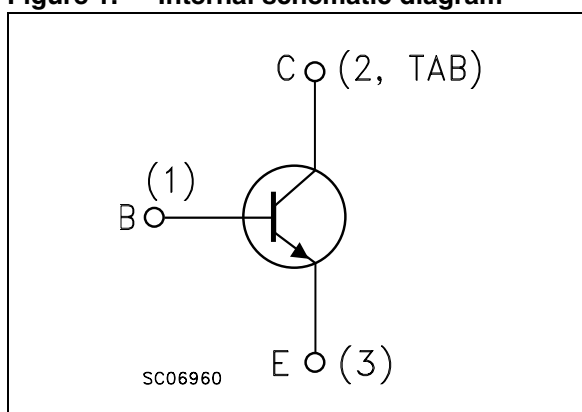 Figure 1. Internal schematic diagram
C (2, TAB)
(1)
B
E (3)
SC06960